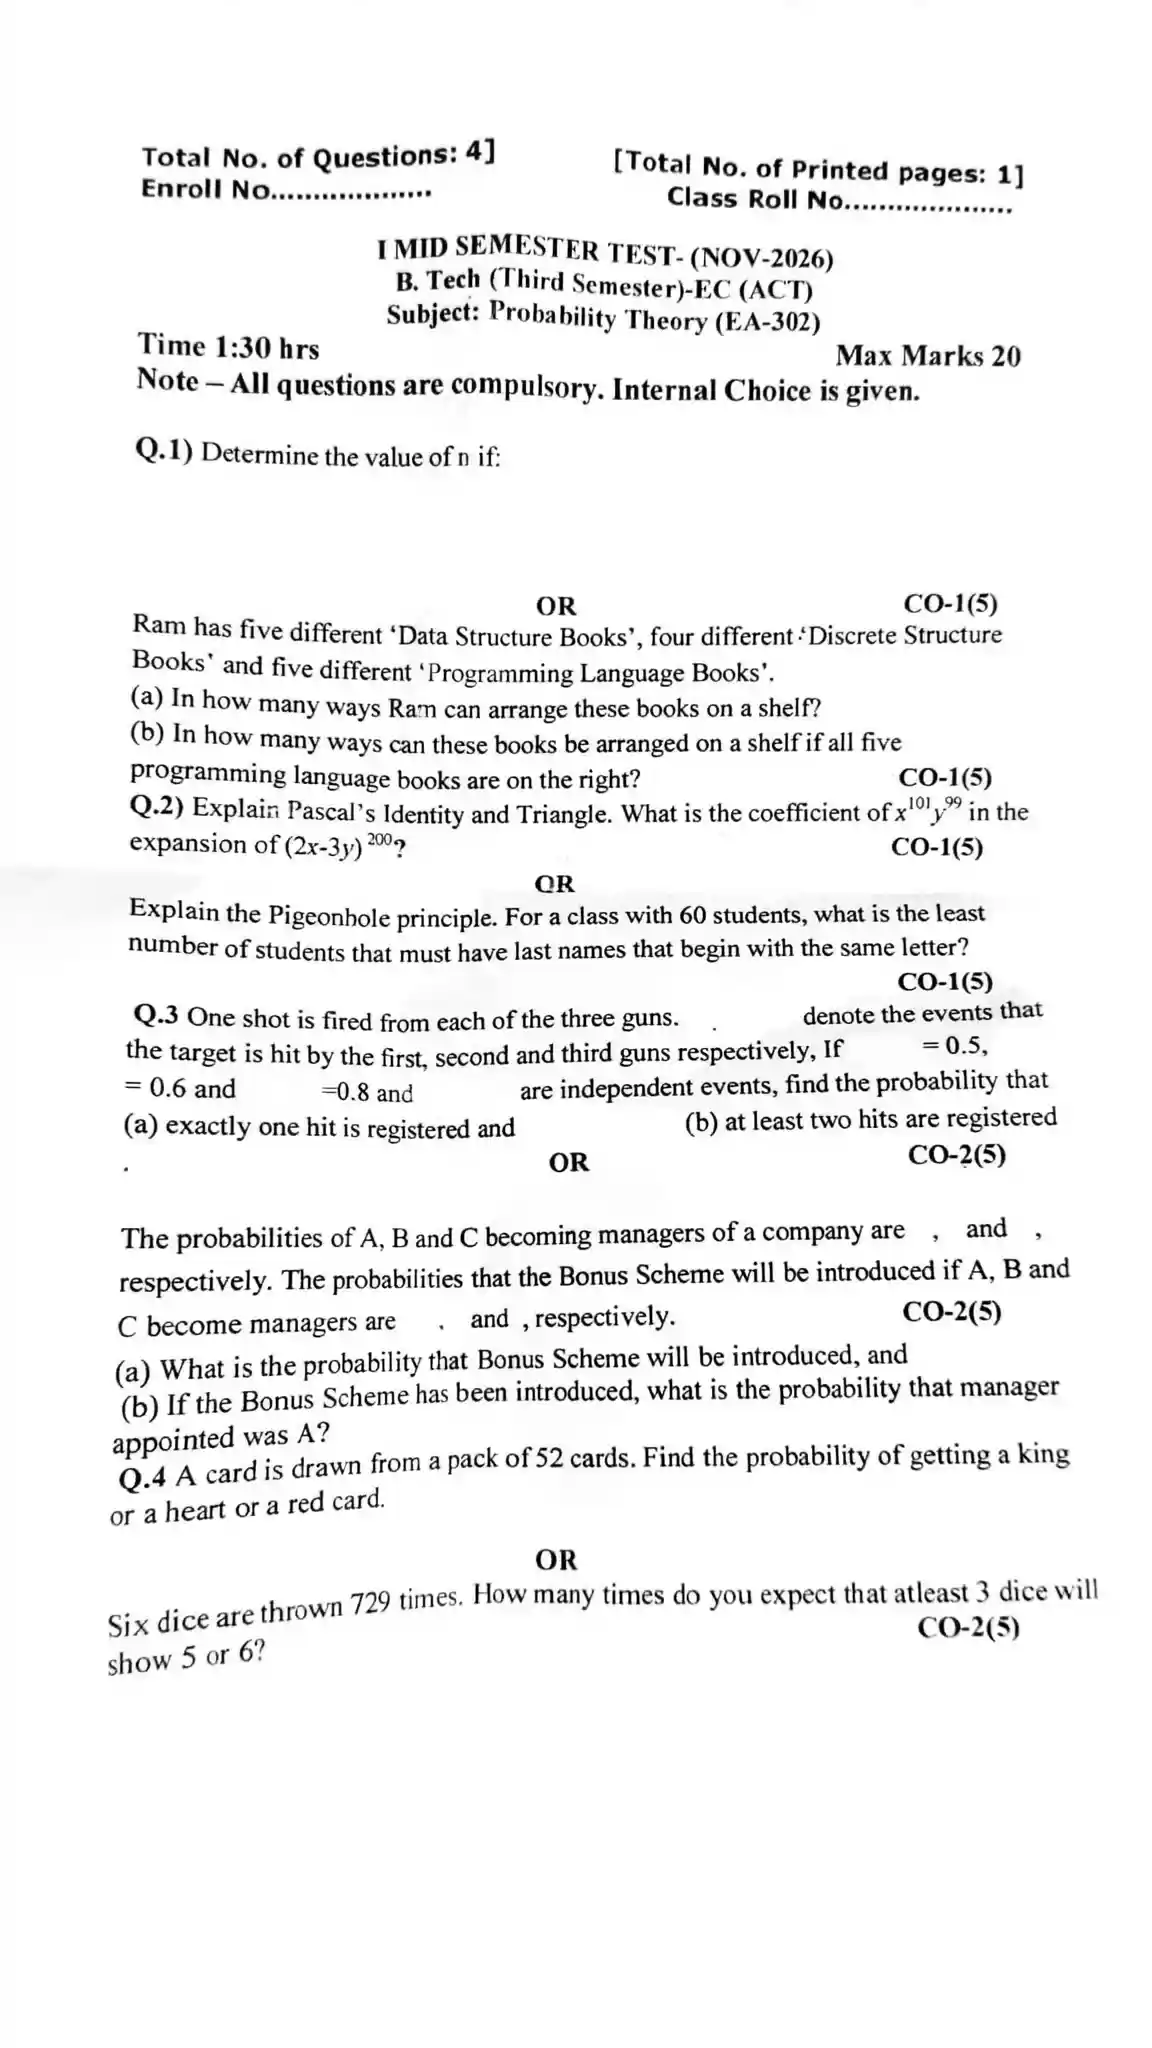 Total No. of Questions: 4]
[Total No. of Printed pages: 1]
Enroll No...................
Class Roll No....................
I MID SEMESTER TEST- (NOV-2026)
B. Tech (Third Semester)-EC (ACT)
Subject: Probability Theory (EA-302)
Time 1:30 hrs
Max Marks 20
Note – All questions are compulsory. Internal Choice is given.
Q.1) Determine the value of n if:
OR CO-1(5)
Ram has five different ‘Data Structure Books’, four different ‘Discrete Structure
Books’ and five different ‘Programming Language Books’.
(a) In how many ways Ram can arrange these books on a shelf?
(b) In how many ways can these books be arranged on a shelf if all five
programming language books are on the right? CO-1(5)
Q.2) Explain Pascal’s Identity and Triangle. What is the coefficient of x¹⁰¹y⁹⁹ in the
expansion of (2x-3y) ²⁰⁰? CO-1(5)
OR
Explain the Pigeonhole principle. For a class with 60 students, what is the least
number of students that must have last names that begin with the same letter?
CO-1(5)
Q.3 One shot is fired from each of the three guns. . denote the events that
the target is hit by the first, second and third guns respectively, If = 0.5,
= 0.6 and =0.8 and are independent events, find the probability that
(a) exactly one hit is registered and (b) at least two hits are registered
. OR CO-2(5)
The probabilities of A, B and C becoming managers of a company are , and ,
respectively. The probabilities that the Bonus Scheme will be introduced if A, B and
C become managers are . and , respectively. CO-2(5)
(a) What is the probability that Bonus Scheme will be introduced, and
(b) If the Bonus Scheme has been introduced, what is the probability that manager
appointed was A?
Q.4 A card is drawn from a pack of 52 cards. Find the probability of getting a king
or a heart or a red card.
OR
Six dice are thrown 729 times. How many times do you expect that atleast 3 dice will
show 5 or 6? CO-2(5)